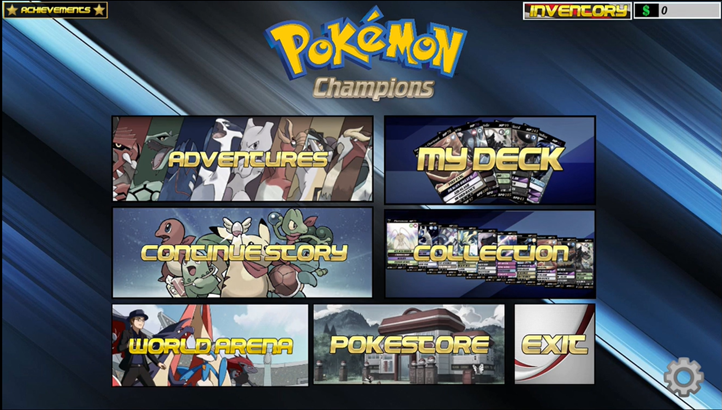 ACHIEVEMENTS
INVENTORY
$ 0
POKéMON
Champions
ADVENTURES
MY DECK
CONTINUE STORY
COLLECTION
WORLD ARENA
POKESTORE
EXIT